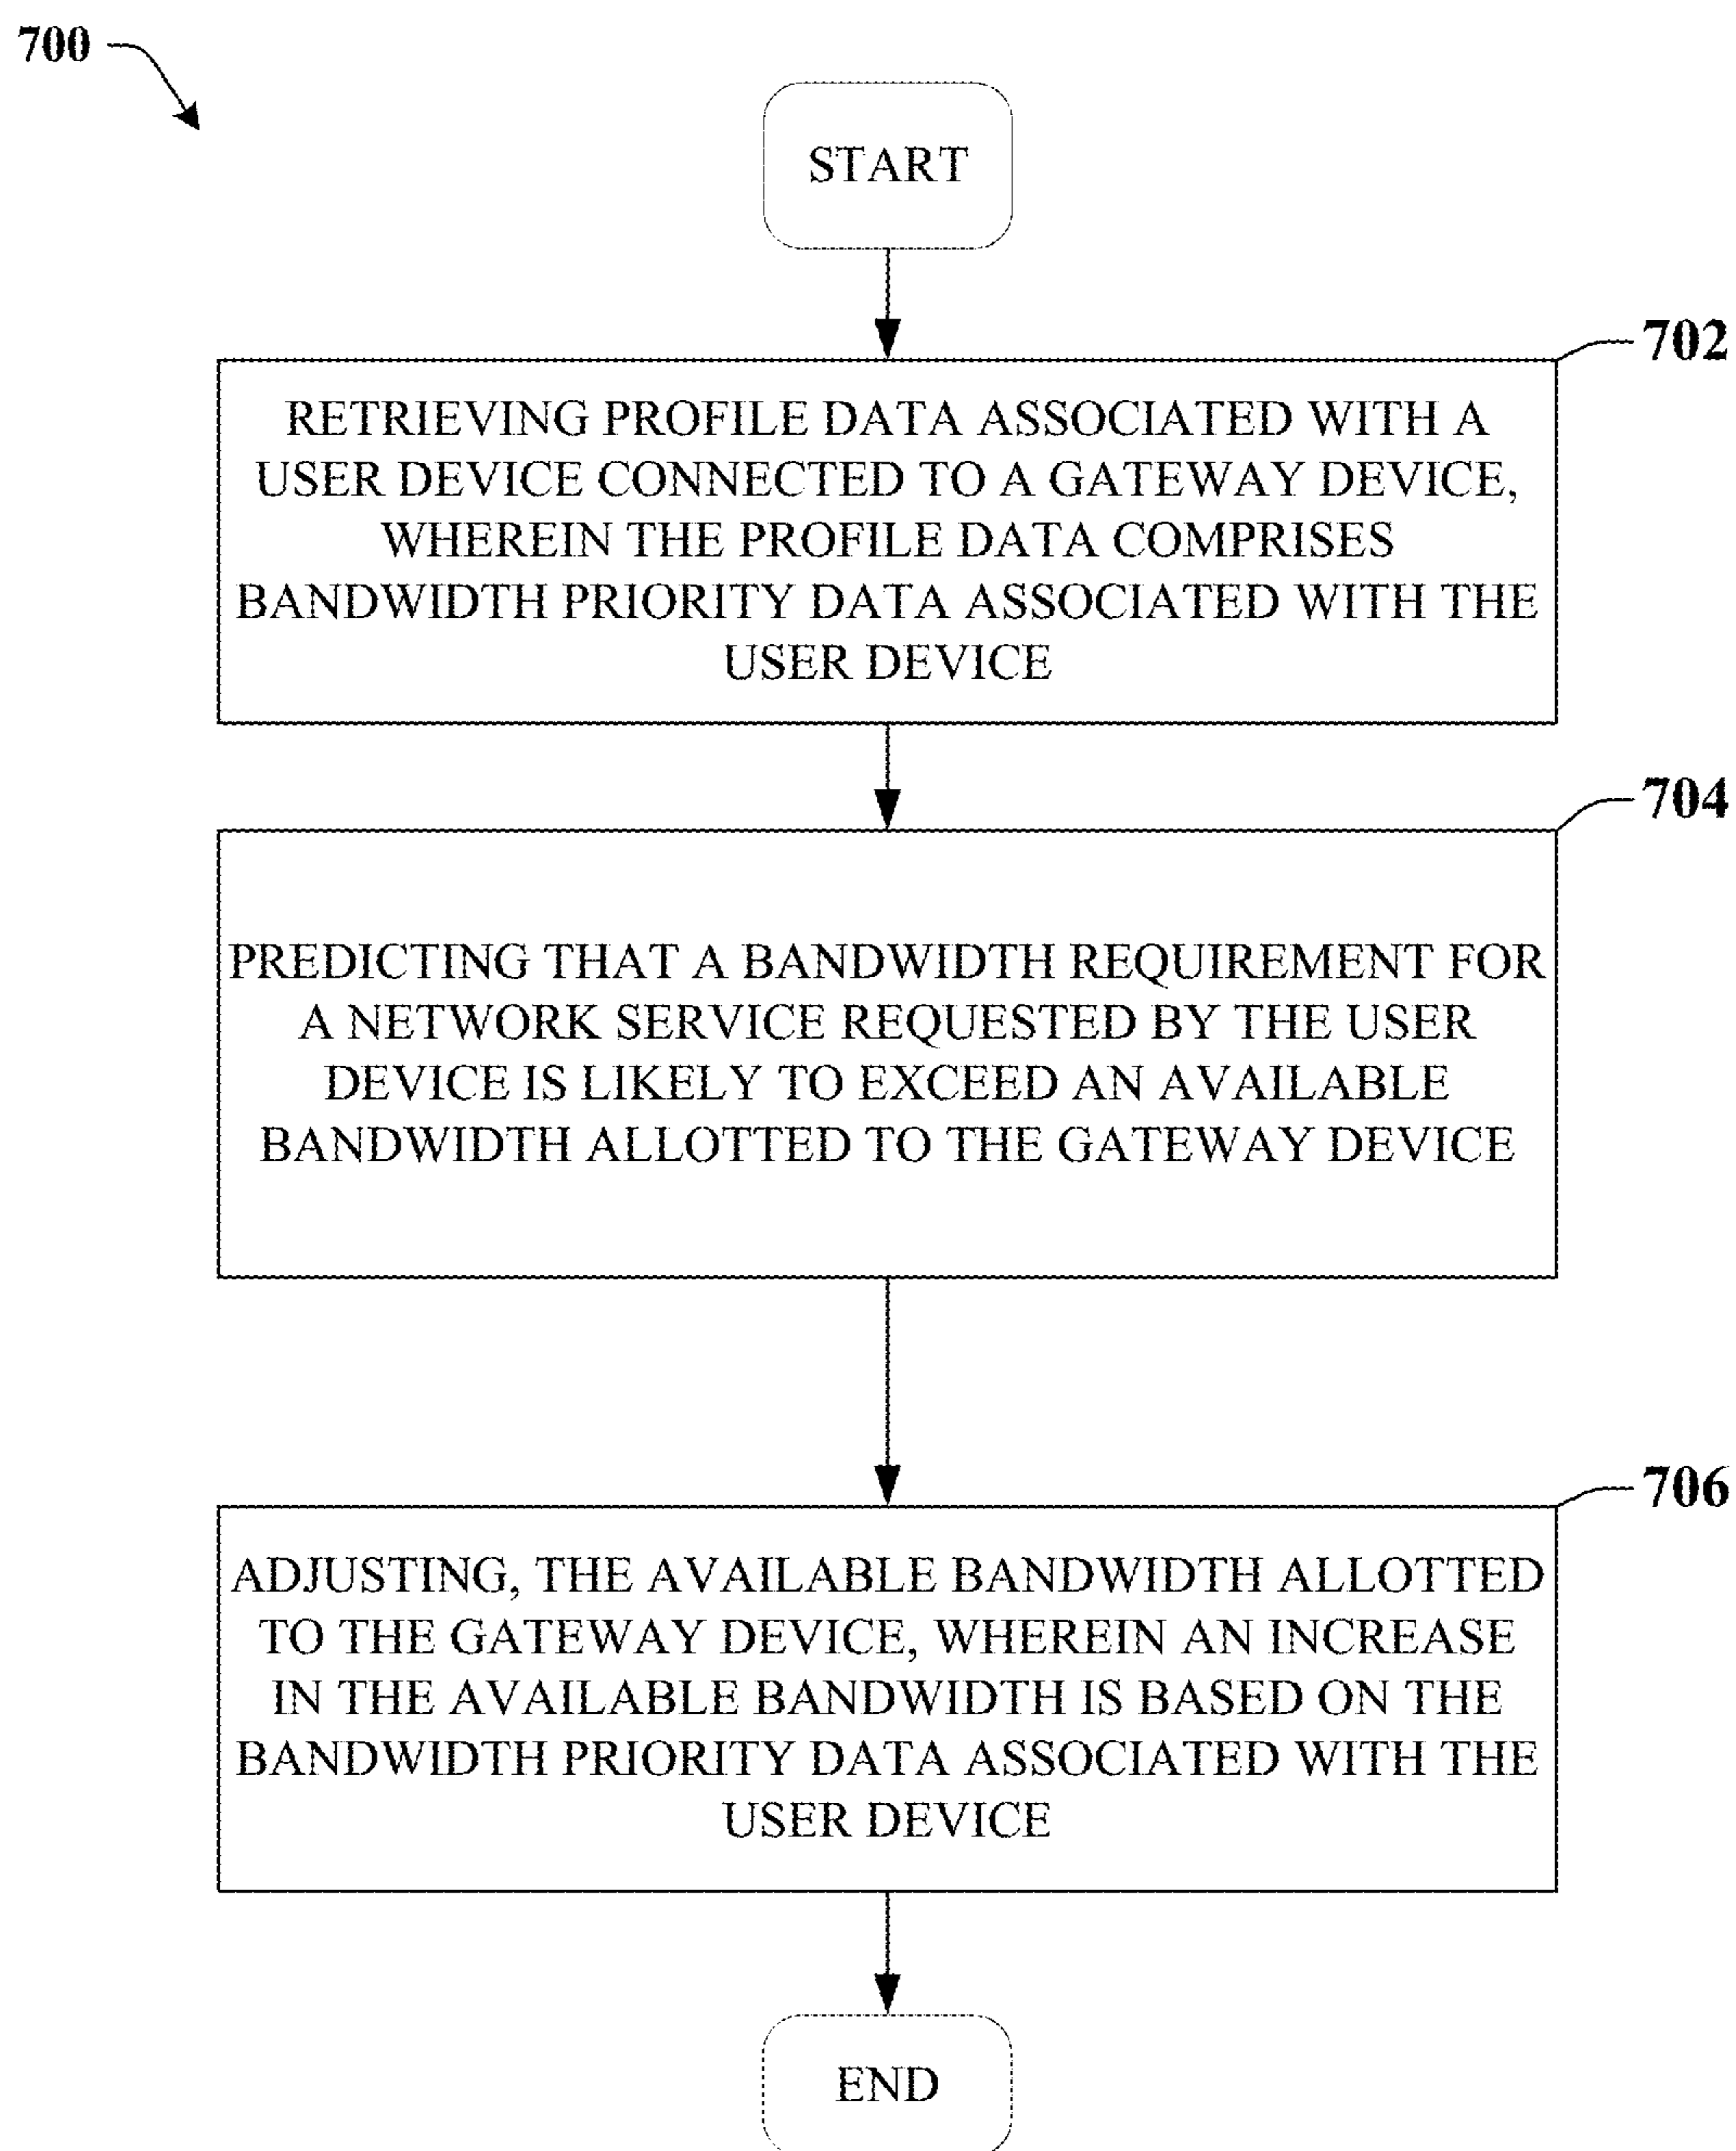 700
START
702
RETRIEVING PROFILE DATA ASSOCIATED WITH A
USER DEVICE CONNECTED TO A GATEWAY DEVICE,
WHEREIN THE PROFILE DATA COMPRISES
BANDWIDTH PRIORITY DATA ASSOCIATED WITH THE
USER DEVICE
704
PREDICTING THAT A BANDWIDTH REQUIREMENT FOR
A NETWORK SERVICE REQUESTED BY THE USER
DEVICE IS LIKELY TO EXCEED AN AVAILABLE
BANDWIDTH ALLOTTED TO THE GATEWAY DEVICE
706
ADJUSTING, THE AVAILABLE BANDWIDTH ALLOTTED
TO THE GATEWAY DEVICE, WHEREIN AN INCREASE
IN THE AVAILABLE BANDWIDTH IS BASED ON THE
BANDWIDTH PRIORITY DATA ASSOCIATED WITH THE
USER DEVICE
END